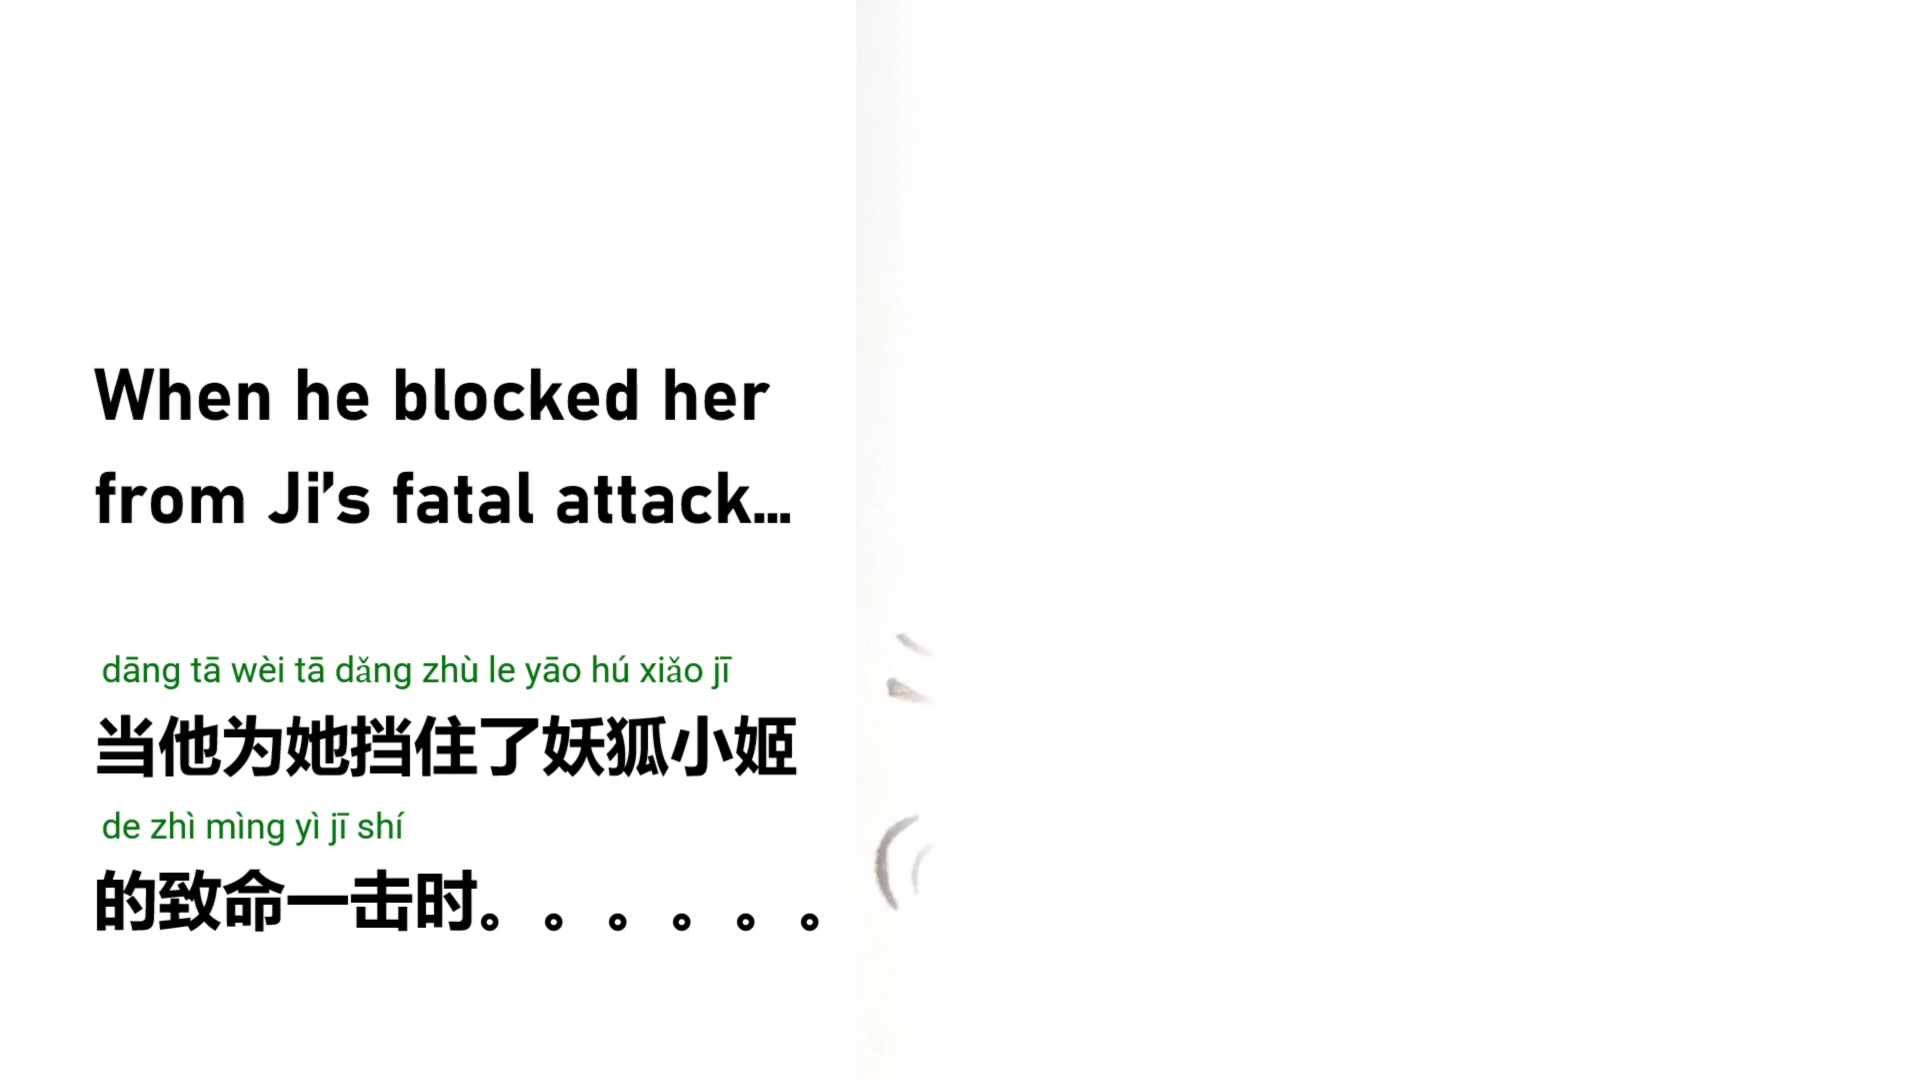 When he blocked her
from Ji's fatal attack...
dāng tā wèi tā dǎng zhù le yāo hú xiǎo jī
当他为她挡住了妖狐小姬
de zhì mìng yì jī shí
的致命一击时。。。。。。